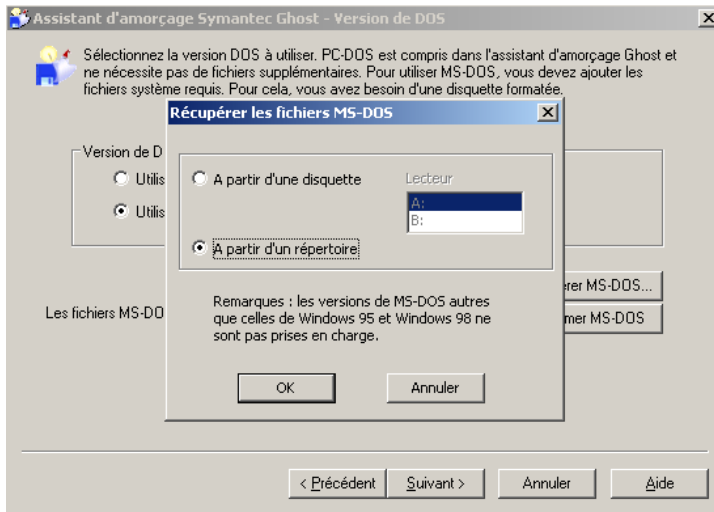 Assistant d'amorçage Symantec Ghost - Version de DOS
Sélectionnez la version DOS à utiliser. PC-DOS est compris dans l'assistant d'amorçage Ghost et
ne nécessite pas de fichiers supplémentaires. Pour utiliser MS-DOS, vous devez ajouter les
fichiers système requis. Pour cela, vous avez besoin d'une disquette formatée.
Récupérer les fichiers MS-DOS
Version de D
Utilis
Utilis
A partir d'une disquette
Lecteur
A:
B:
A partir d'un répertoire
Remarques : les versions de MS-DOS autres
que celles de Windows 95 et Windows 98 ne
sont pas prises en charge.
OK
Annuler
Les fichiers MS-DO
érer MS-DOS...
mer MS-DOS
< Précédent
Suivant >
Annuler
Aide